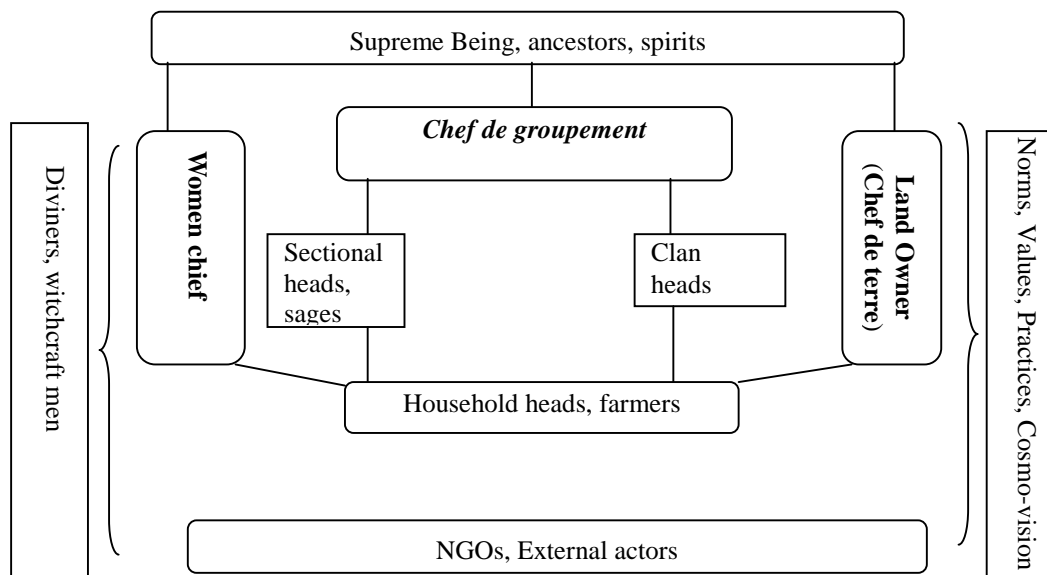 Supreme Being, ancestors, spirits
Chef de groupement
Diviners, witchcraft men
Women chief
Sectional
heads,
sages
Clan
heads
Land Owner
(Chef de terre)
Norms, Values, Practices, Cosmo-vision
Household heads, farmers
NGOs, External actors